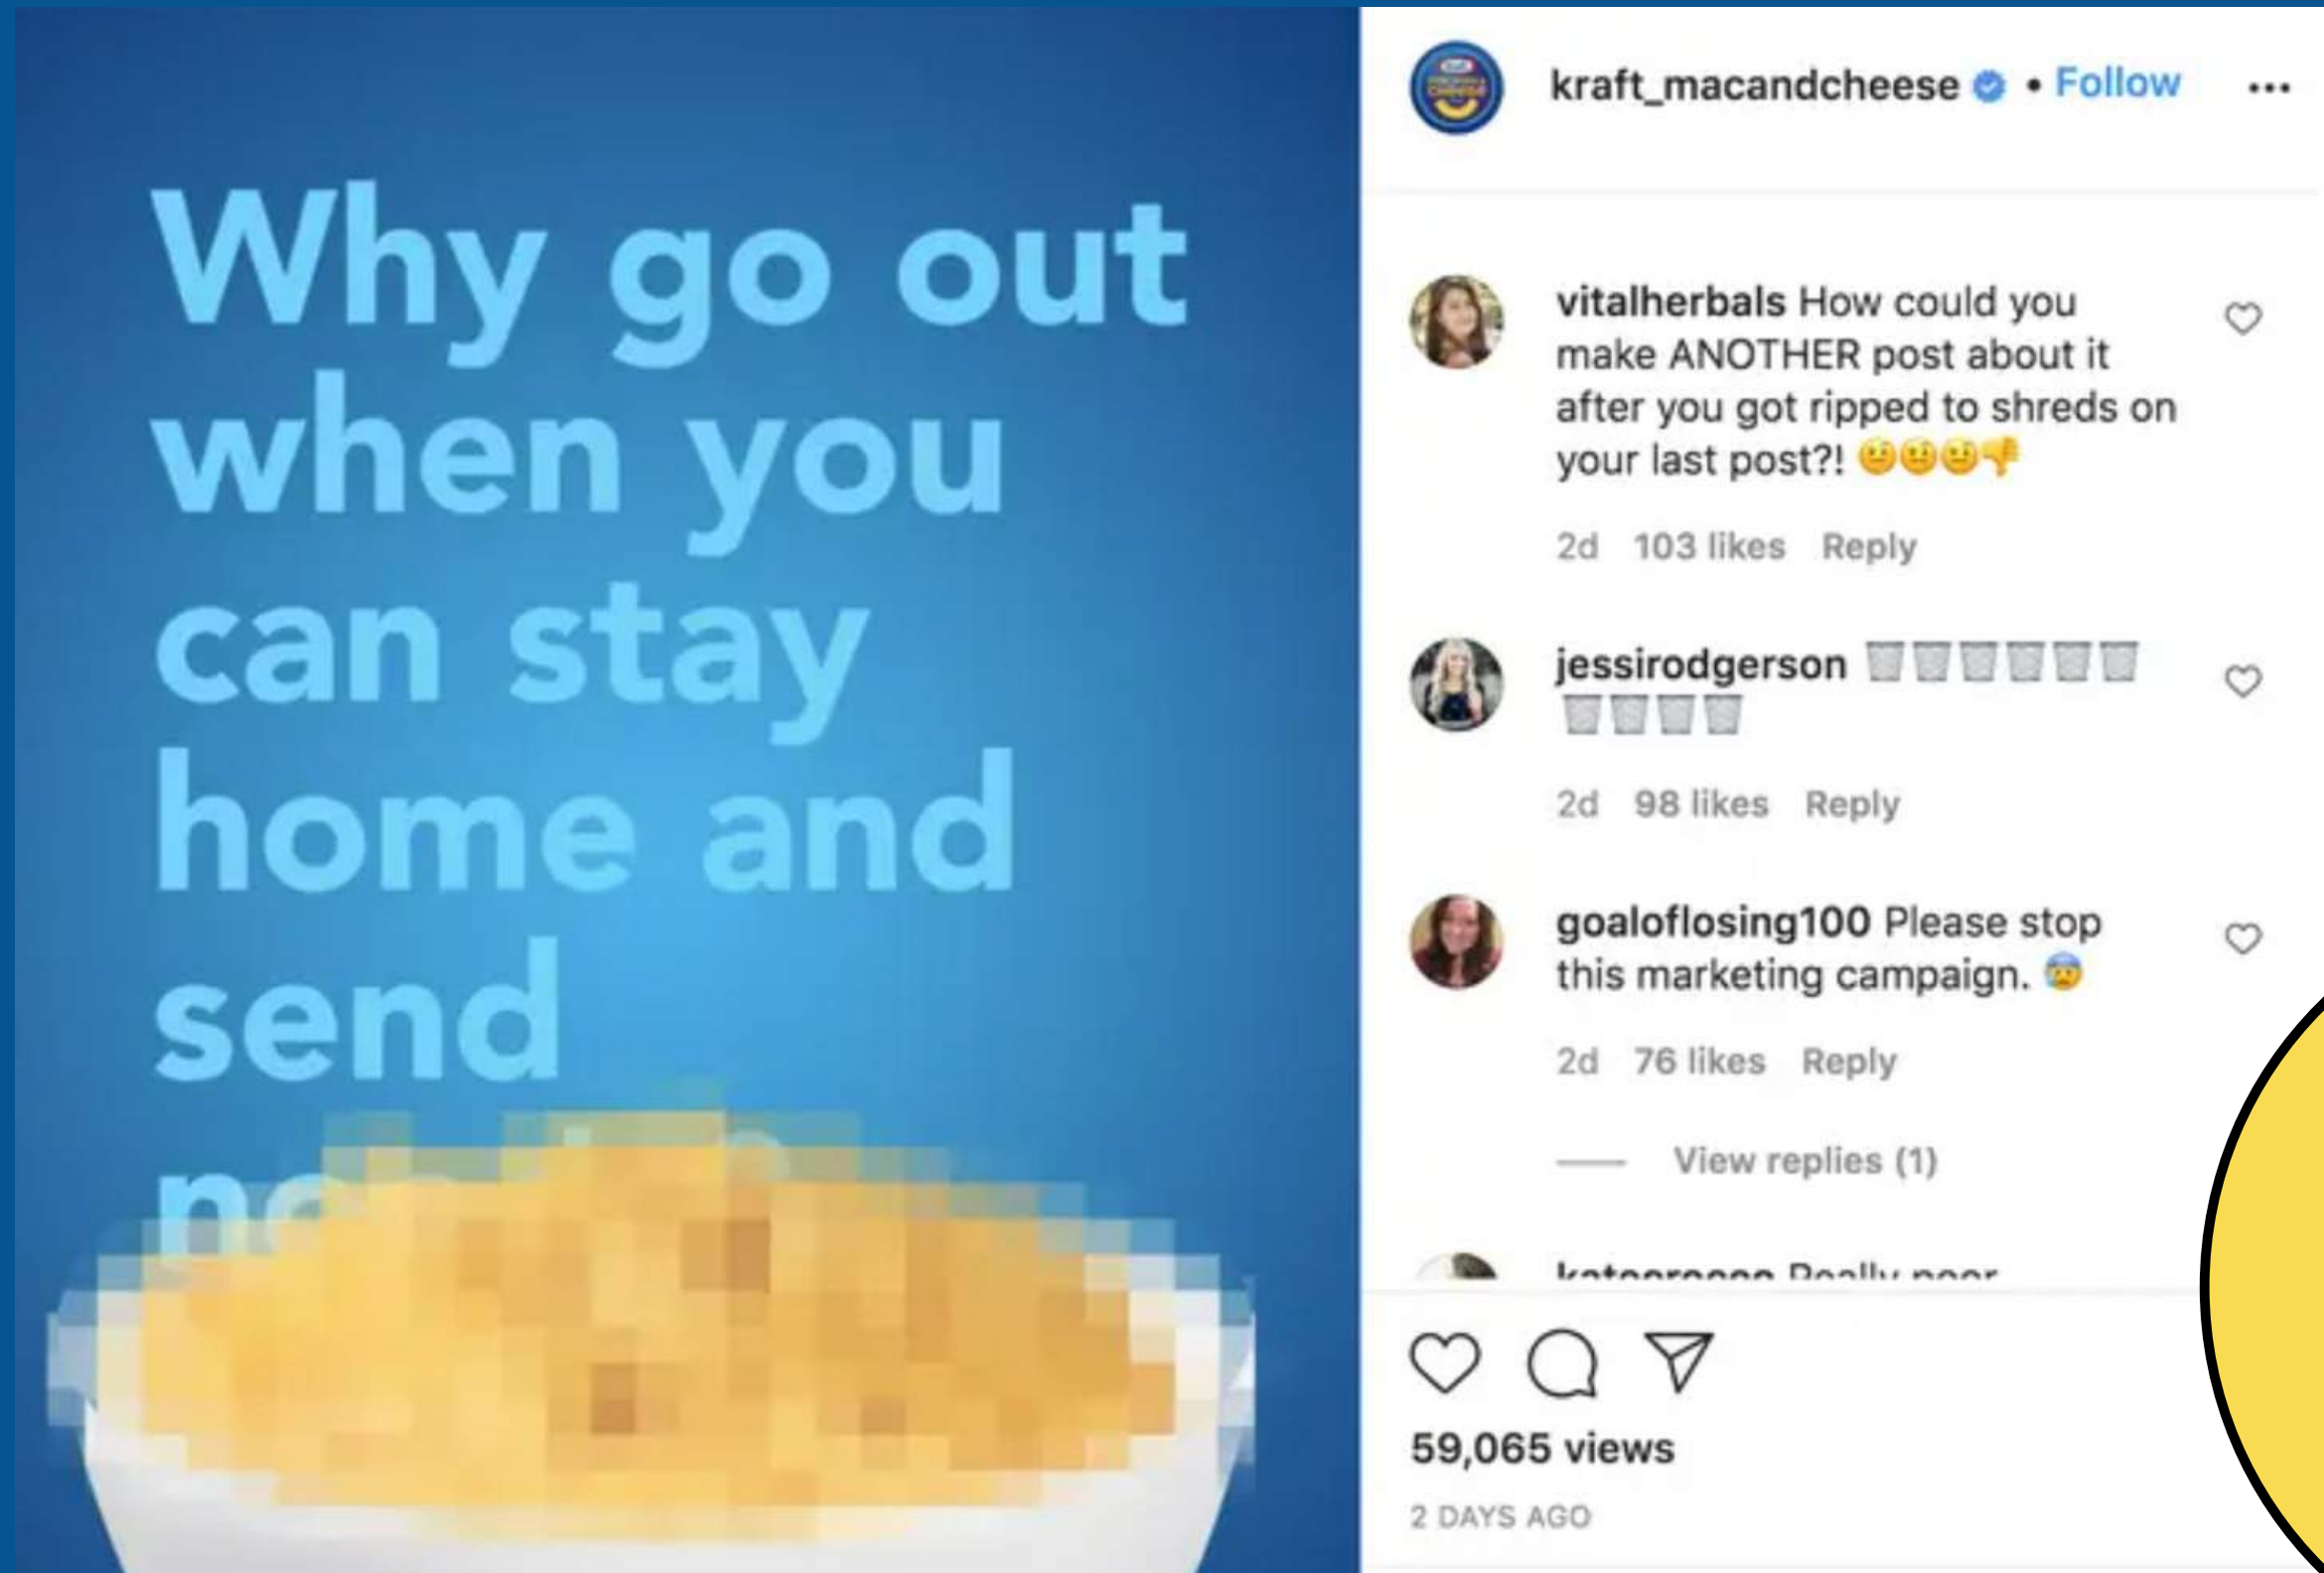 Why go out
when you
can stay
home and
send
kraft_macandcheese • Follow ...
vitalherbals How could you
make ANOTHER post about it
after you got ripped to shreds on
your last post?! 🤨🤨🤨👎
2d 103 likes Reply
jessirodgerson 🗑️🗑️🗑️🗑️🗑️🗑️
🗑️🗑️🗑️🗑️
2d 98 likes Reply
goaloflosing100 Please stop
this marketing campaign. 😰
2d 76 likes Reply
View replies (1)
Really poor
59,065 views
2 DAYS AGO